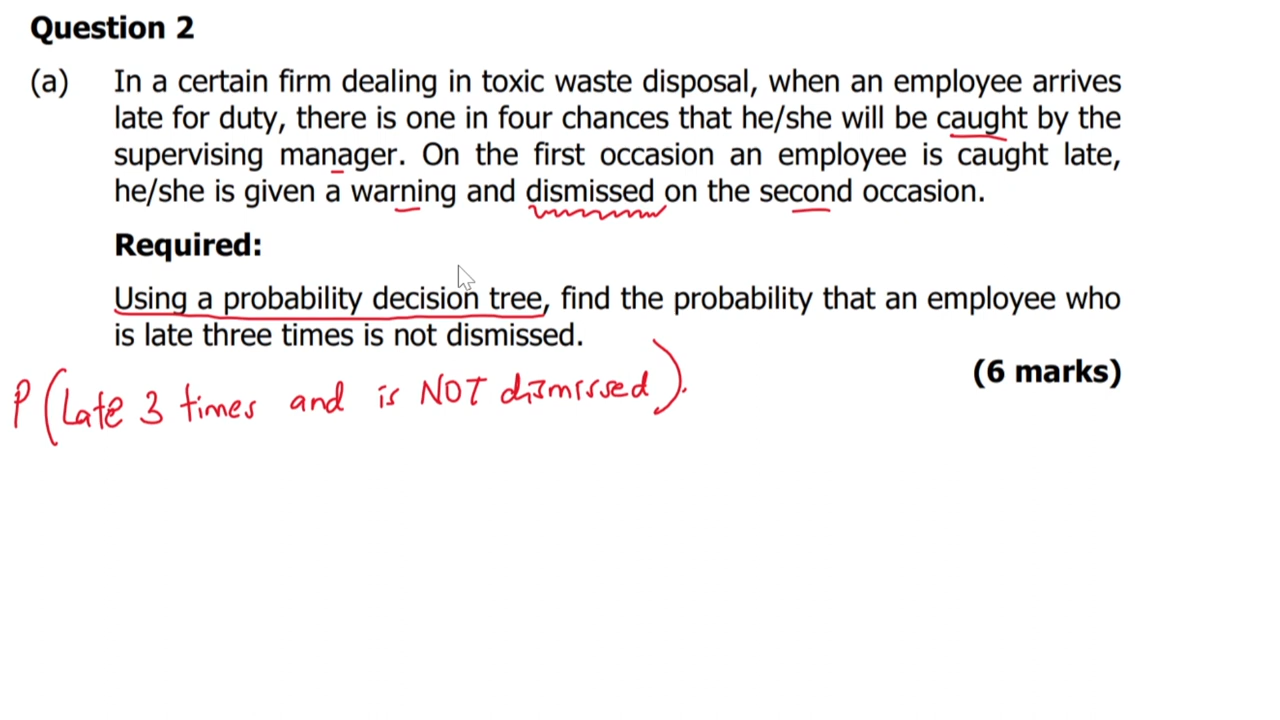 Question 2
(a) In a certain firm dealing in toxic waste disposal, when an employee arrives
late for duty, there is one in four chances that he/she will be caught by the
supervising manager. On the first occasion an employee is caught late,
he/she is given a warning and dismissed on the second occasion.
Required:
Using a probability decision tree, find the probability that an employee who
is late three times is not dismissed.
(6 marks)
P(Late 3 times and is NOT dismissed).